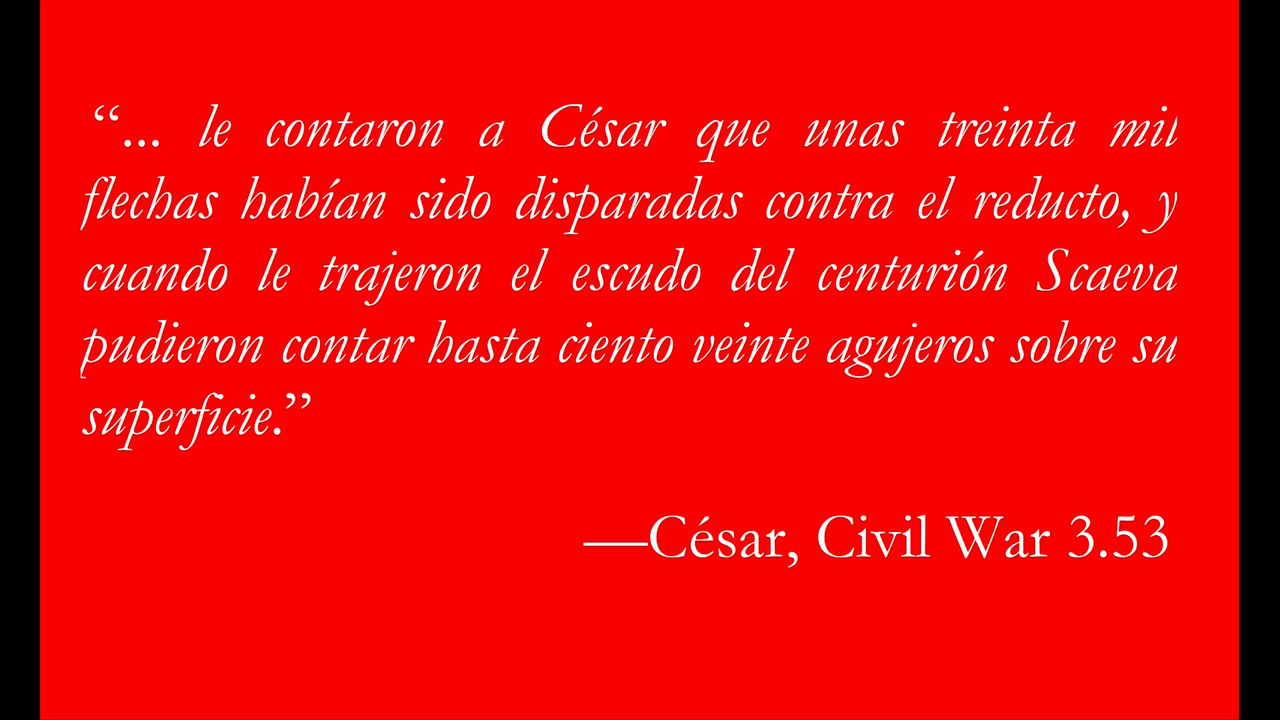 “... le contaron a César que unas treinta mil
flechas habían sido disparadas contra el reducto, y
cuando le trajeron el escudo del centurión Scaeva
pudieron contar hasta ciento veinte agujeros sobre su
superficie.”
—César, Civil War 3.53